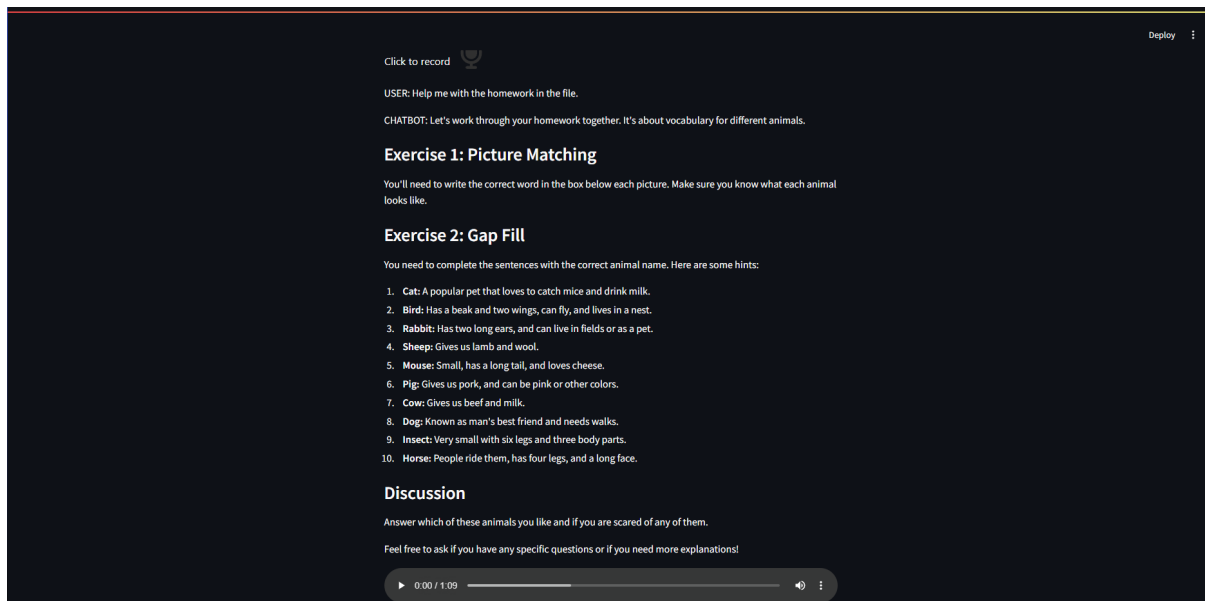 Deploy
Click to record
USER: Help me with the homework in the file.
CHATBOT: Let's work through your homework together. It's about vocabulary for different animals.
Exercise 1: Picture Matching
You'll need to write the correct word in the box below each picture. Make sure you know what each animal
looks like.
Exercise 2: Gap Fill
You need to complete the sentences with the correct animal name. Here are some hints:
1. Cat: A popular pet that loves to catch mice and drink milk.
2. Bird: Has a beak and two wings, can fly, and lives in a nest.
3. Rabbit: Has two long ears, and can live in fields or as a pet.
4. Sheep: Gives us lamb and wool.
5. Mouse: Small, has a long tail, and loves cheese.
6. Pig: Gives us pork, and can be pink or other colors.
7. Cow: Gives us beef and milk.
8. Dog: Known as man's best friend and needs walks.
9. Insect: Very small with six legs and three body parts.
10. Horse: People ride them, has four legs, and a long face.
Discussion
Answer which of these animals you like and if you are scared of any of them.
Feel free to ask if you have any specific questions or if you need more explanations!
0:00 / 1:09